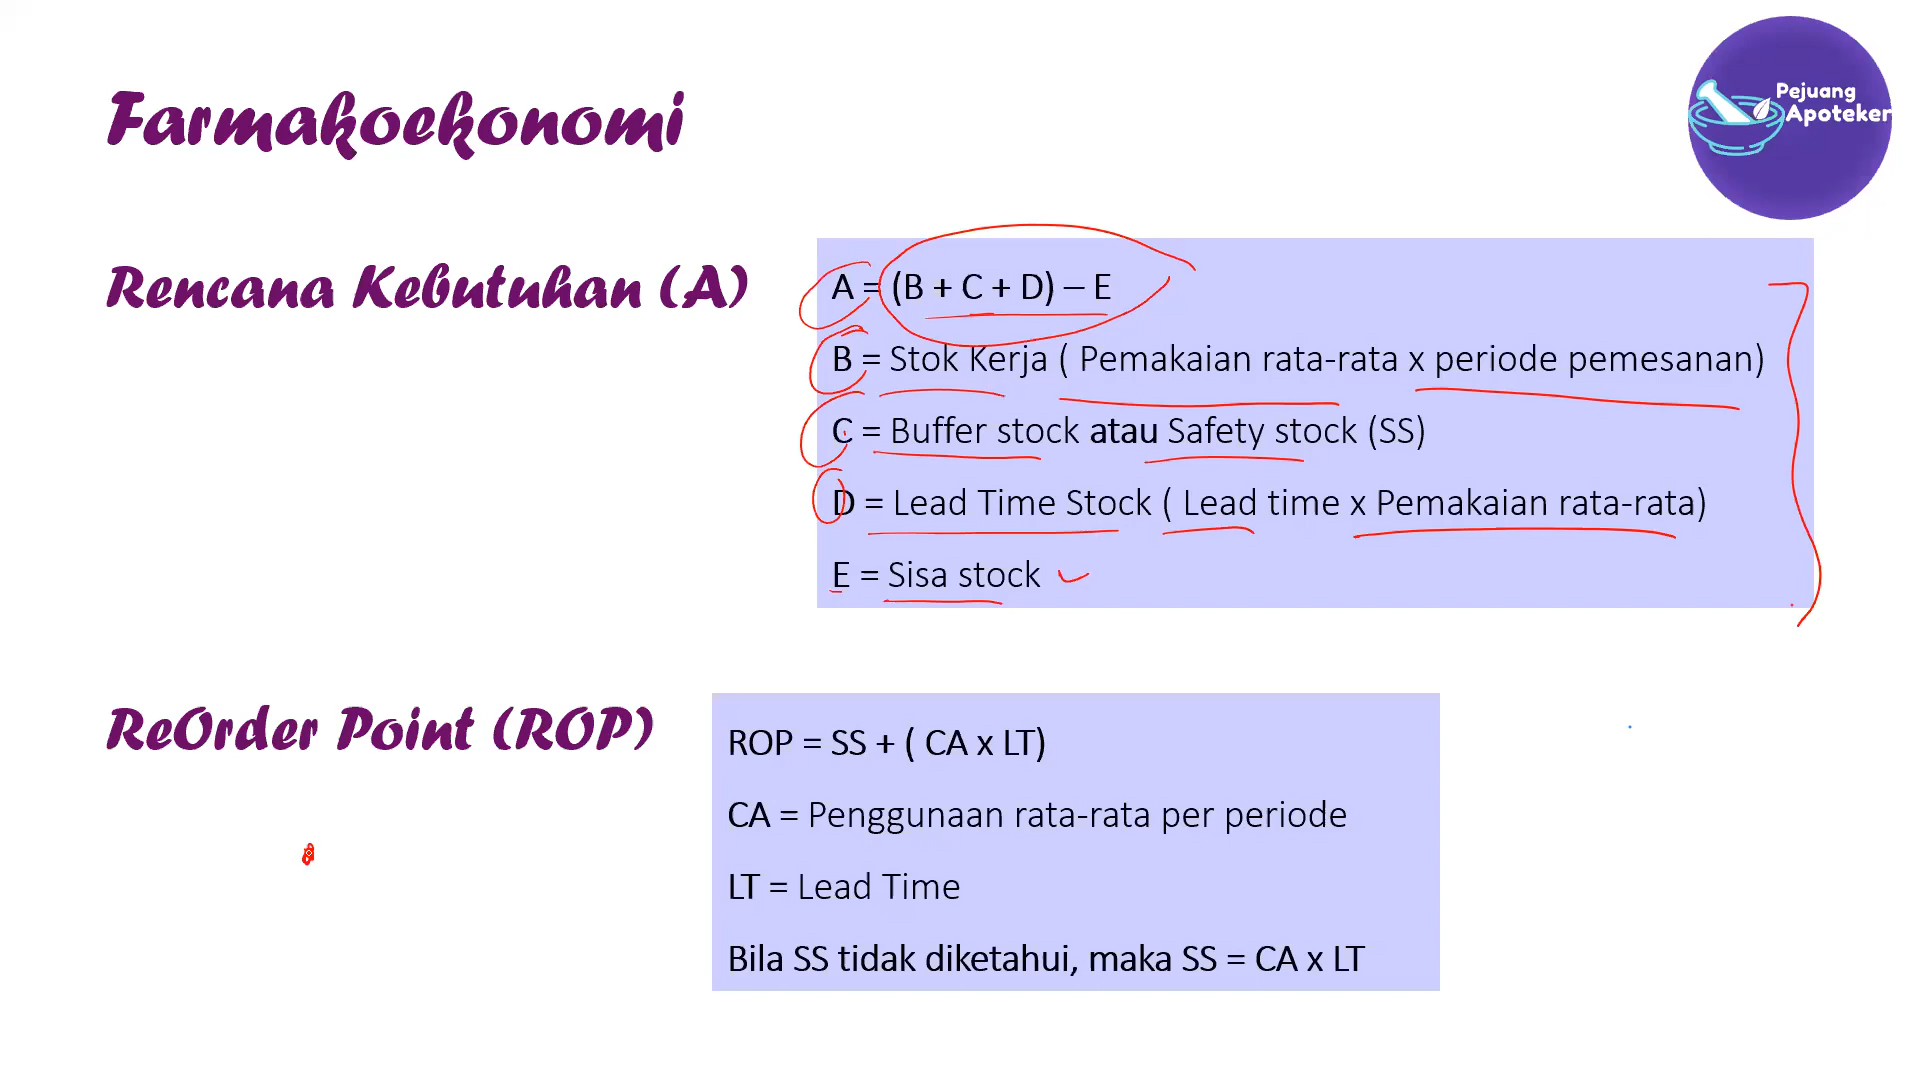 Pejuang
Apoteker
Farmakoekonomi
Rencana Kebutuhan (A)
A = (B + C + D) – E
B = Stok Kerja ( Pemakaian rata-rata x periode pemesanan)
C = Buffer stock atau Safety stock (SS)
D = Lead Time Stock ( Lead time x Pemakaian rata-rata)
E = Sisa stock
ReOrder Point (ROP)
ROP = SS + ( CA x LT)
CA = Penggunaan rata-rata per periode
LT = Lead Time
Bila SS tidak diketahui, maka SS = CA x LT